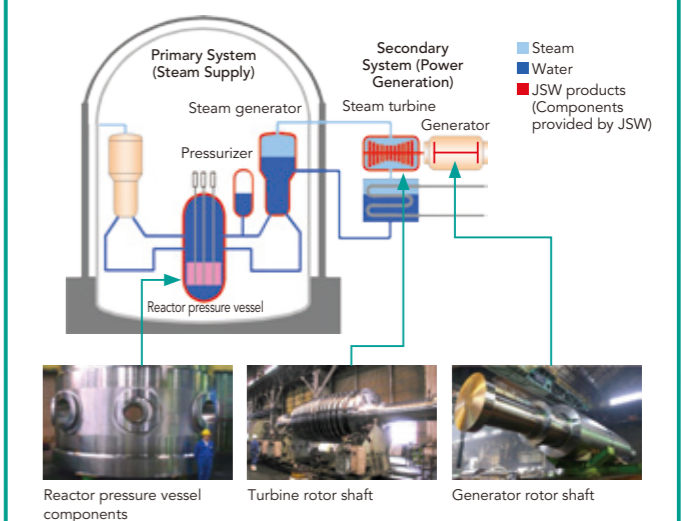 Primary System
(Steam Supply)
Secondary
System (Power
Generation)
Steam
Water
JSW products
(Components
provided by JSW)
Steam generator
Steam turbine
Generator
Pressurizer
Reactor pressure vessel
Reactor pressure vessel
components
Turbine rotor shaft
Generator rotor shaft